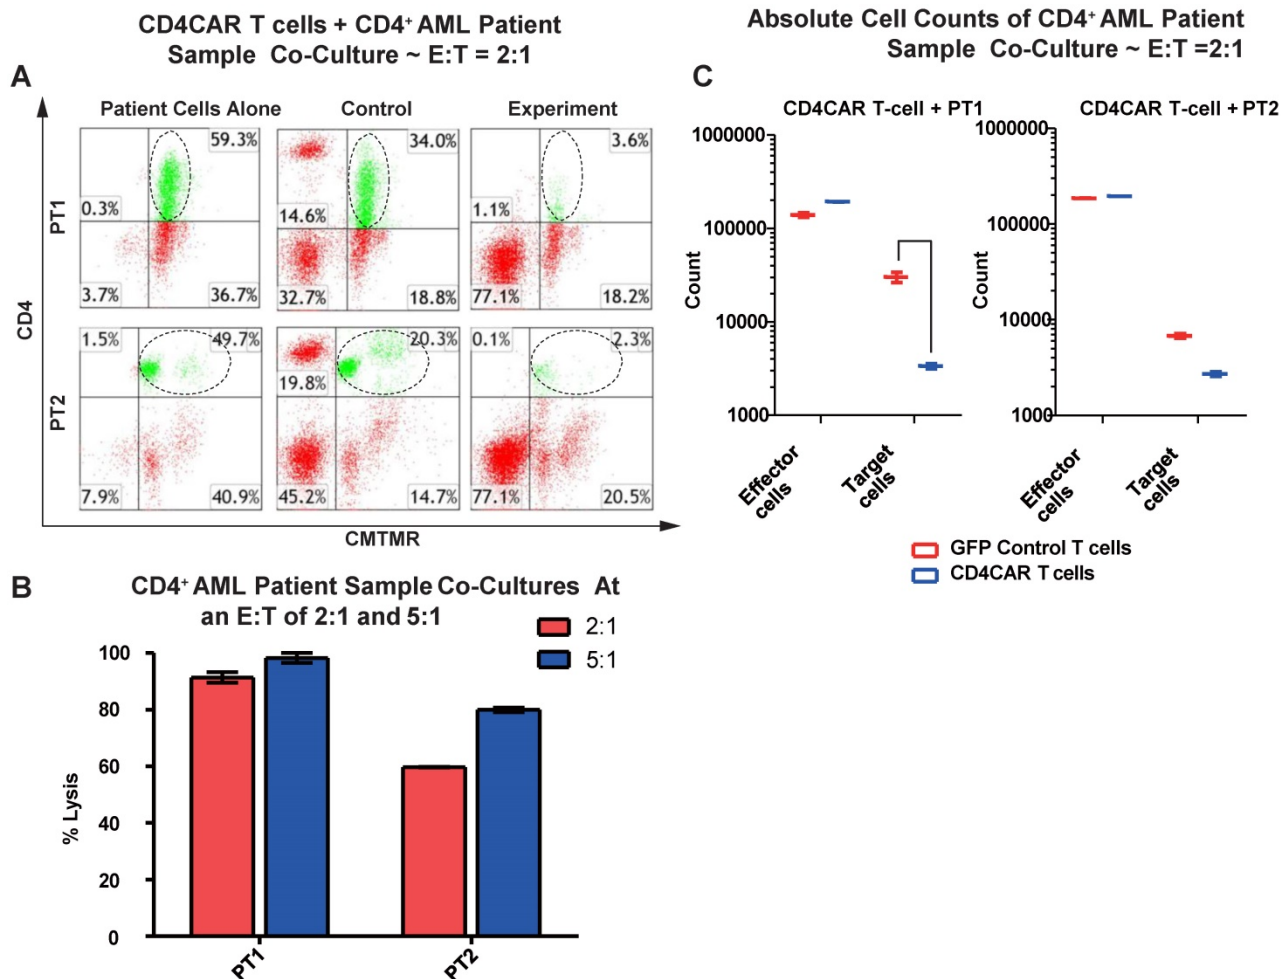 CD4CAR T cells + CD4⁺ AML Patient
Sample Co-Culture ~ E:T = 2:1
A
Patient Cells Alone
Control
Experiment
PT1
59.3%
0.3%
3.7%
36.7%
34.0%
14.6%
32.7%
18.8%
3.6%
1.1%
77.1%
18.2%
CD4
PT2
1.5%
49.7%
7.9%
40.9%
20.3%
19.8%
45.2%
14.7%
0.1%
2.3%
77.1%
20.5%
CMTMR
B
CD4⁺ AML Patient Sample Co-Cultures At
an E:T of 2:1 and 5:1
2:1
5:1
% Lysis
100
80
60
40
20
0
PT1
PT2
Absolute Cell Counts of CD4⁺ AML Patient
Sample Co-Culture ~ E:T =2:1
C
CD4CAR T-cell + PT1
Count
1000000
100000
10000
1000
Effector
cells
Target
cells
CD4CAR T-cell + PT2
Count
1000000
100000
10000
1000
Effector
cells
Target
cells
GFP Control T cells
CD4CAR T cells